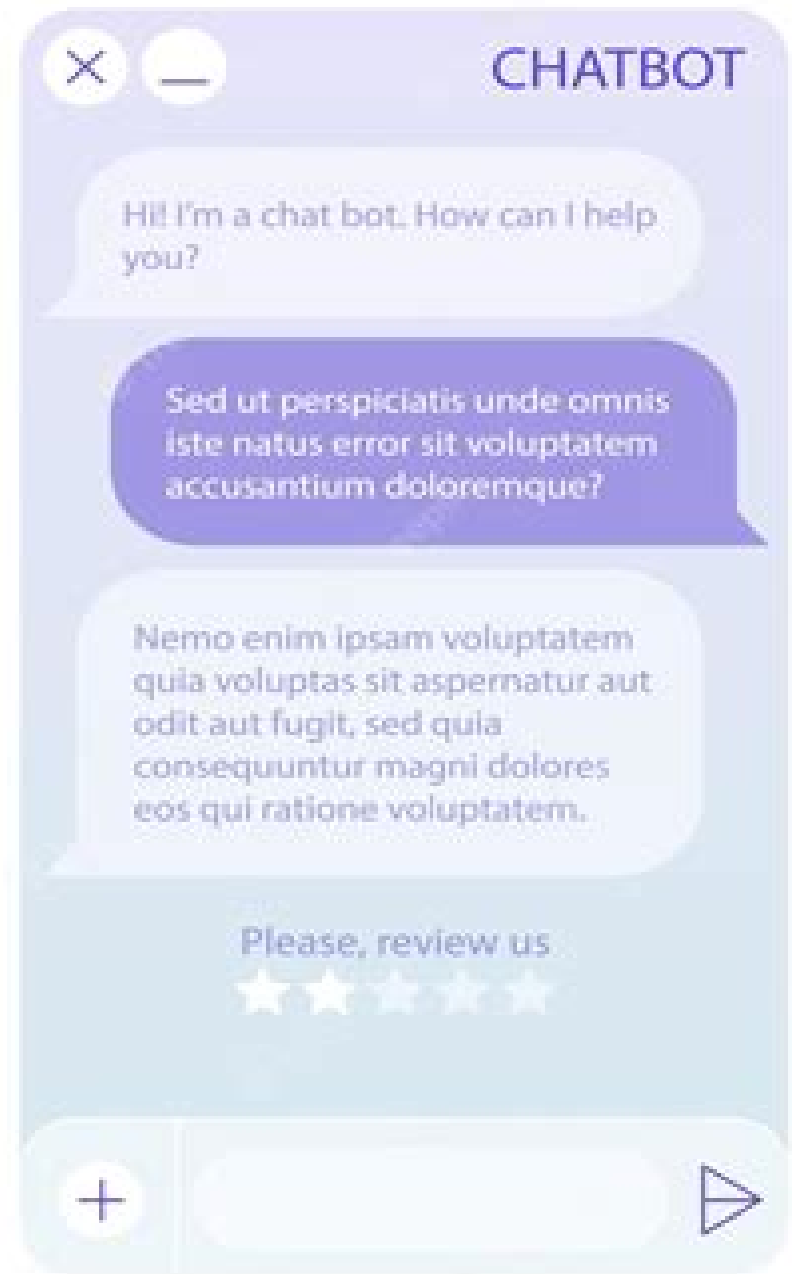 CHATBOT
Hi! I'm a chat bot. How can I help
you?
Sed ut perspiciatis unde omnis
iste natus error sit voluptatem
accusantium doloremque?
Nemo enim ipsam voluptatem
quia voluptas sit aspernatur aut
odit aut fugit, sed quia
consequuntur magni dolores
eos qui ratione voluptatem.
Please, review us